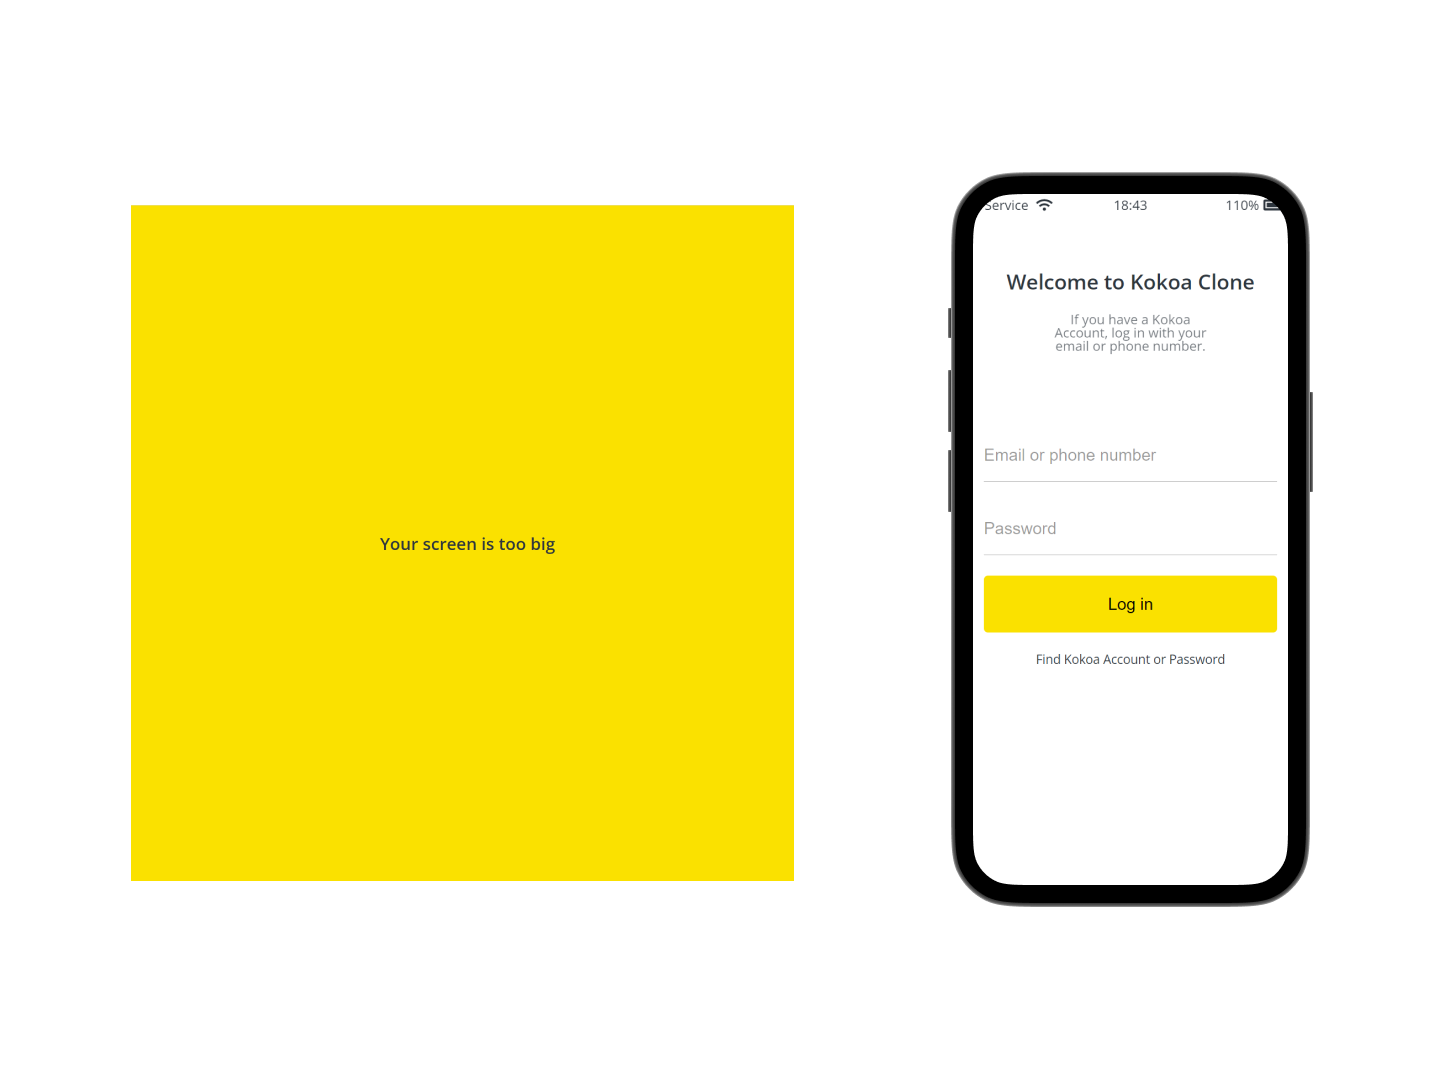 Your screen is too big
Service 18:43 110%
Welcome to Kokoa Clone
If you have a Kokoa
Account, log in with your
email or phone number.
Email or phone number
Password
Log in
Find Kokoa Account or Password